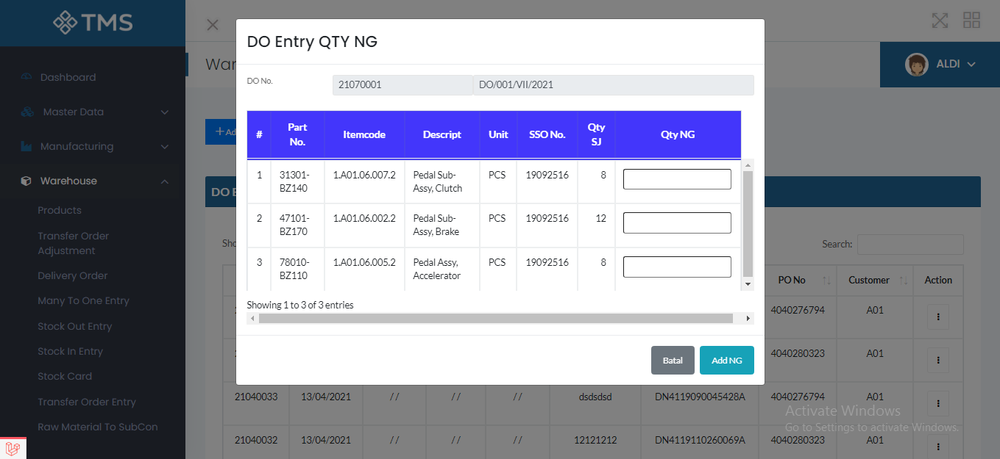 TMS
Dashboard
Master Data
Manufacturing
Warehouse
Products
Transfer Order
Adjustment
Delivery Order
Many To One Entry
Stock Out Entry
Stock In Entry
Stock Card
Transfer Order Entry
Raw Material To SubCon
War
ALDI
+ Ad
DO E
Sho
Search:
DO Entry QTY NG
DO No. 21070001 DO/001/VII/2021
# Part No. Itemcode Descript Unit SSO No. Qty SJ Qty NG
1 31301-BZ140 1.A01.06.007.2 Pedal Sub-Assy, Clutch PCS 19092516 8
2 47101-BZ170 1.A01.06.002.2 Pedal Sub-Assy, Brake PCS 19092516 12
3 78010-BZ110 1.A01.06.005.2 Pedal Assy, Accelerator PCS 19092516 8
Showing 1 to 3 of 3 entries
Batal Add NG
PO No Customer Action
4040276794 A01
4040280323 A01
21040033 13/04/2021 / / / / / / dsdsdsd DN4119090045428A 4040276794 A01
21040032 13/04/2021 / / / / / / 12121212 DN4119110260069A 4040280323 A01
Activate Windows
Go to Settings to activate Windows.